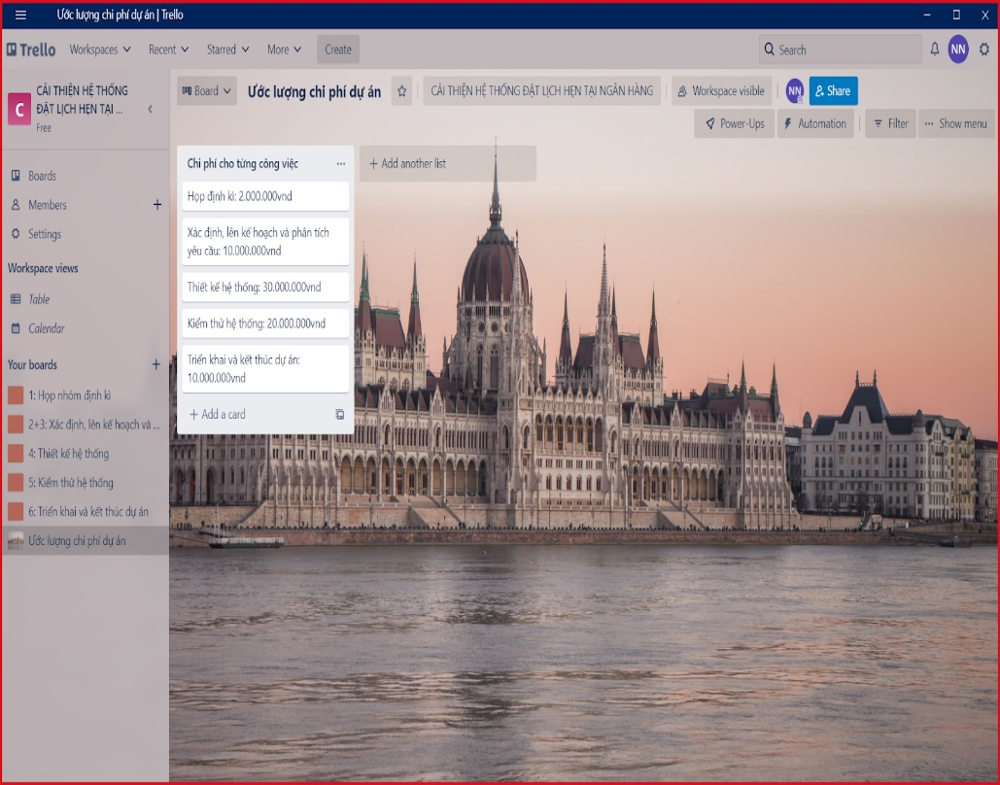 Ước lượng chi phí dự án | Trello
Trello
Workspaces
Recent
Starred
More
Create
Search
NN
C
CẢI THIỆN HỆ THỐNG
ĐẶT LỊCH HẸN TẠI ...
Free
Boards
Members
Settings
Workspace views
Table
Calendar
Your boards
1: Họp nhóm định kì
2+3: Xác định, lên kế hoạch và ...
4: Thiết kế hệ thống
5: Kiểm thử hệ thống
6: Triển khai và kết thúc dự án
Ước lượng chi phí dự án
Board
Ước lượng chi phí dự án
CẢI THIỆN HỆ THỐNG ĐẶT LỊCH HẸN TẠI NGÂN HÀNG
Workspace visible
NN
Share
Power-Ups
Automation
Filter
Show menu
Chi phí cho từng công việc
Họp định kì: 2.000.000vnd
Xác định, lên kế hoạch và phân tích
yêu cầu: 10.000.000vnd
Thiết kế hệ thống: 30.000.000vnd
Kiểm thử hệ thống: 20.000.000vnd
Triển khai và kết thúc dự án:
10.000.000vnd
+ Add a card
+ Add another list